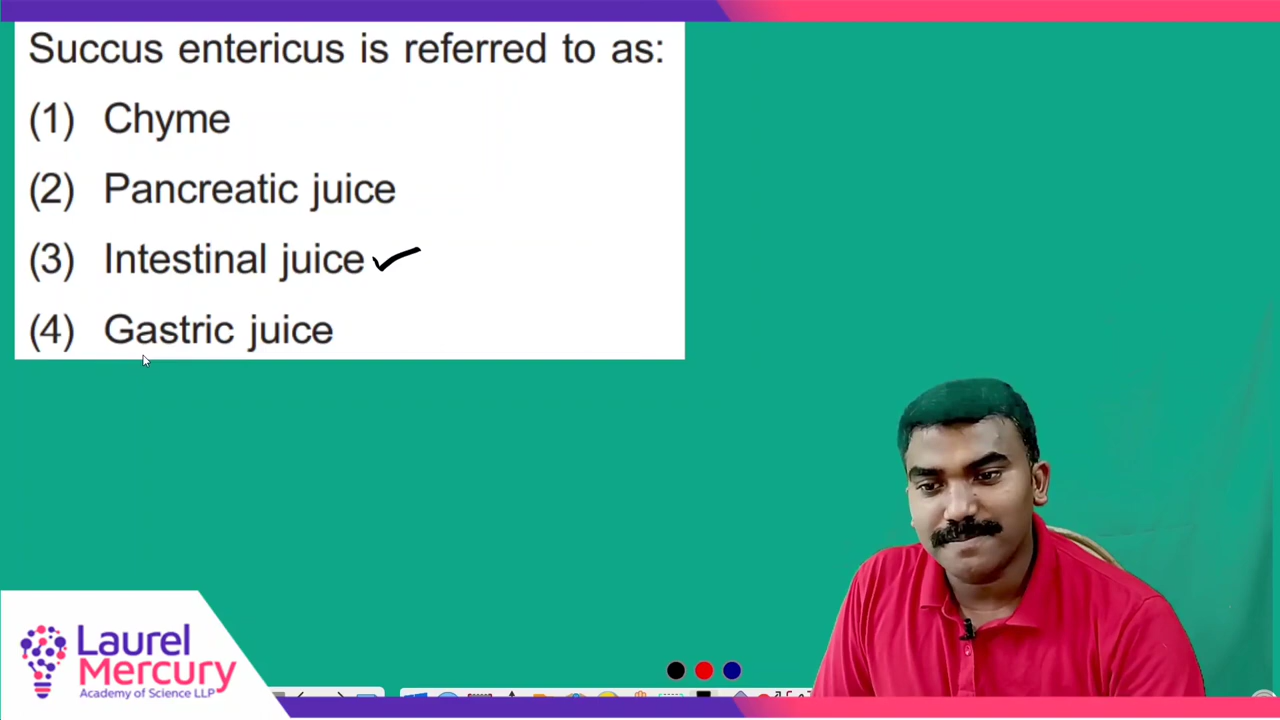 Succus entericus is referred to as:
(1) Chyme
(2) Pancreatic juice
(3) Intestinal juice
(4) Gastric juice
Laurel
Mercury
Academy of Science LLP